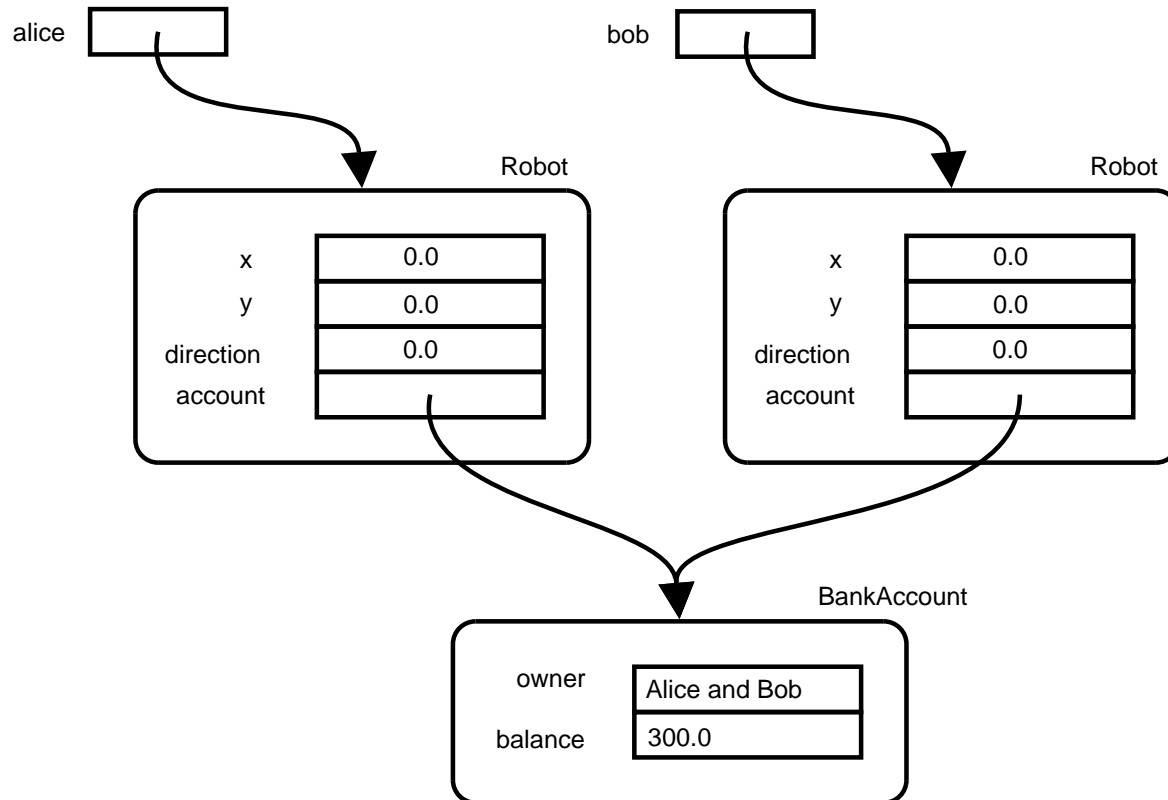 alice
bob
Robot
Robot
x 0.0
y 0.0
direction 0.0
account
x 0.0
y 0.0
direction 0.0
account
BankAccount
owner Alice and Bob
balance 300.0